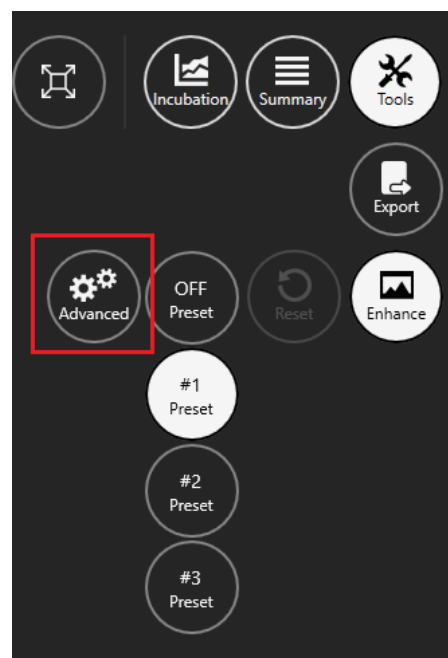 Incubation
Summary
Tools
Export
Advanced
OFF
Preset
Reset
Enhance
#1
Preset
#2
Preset
#3
Preset